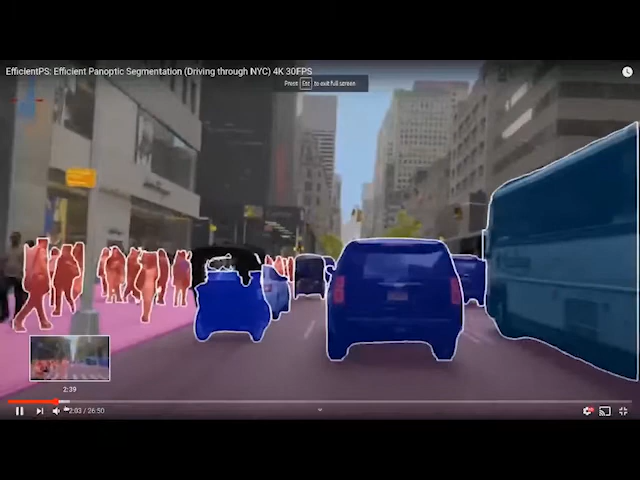 EfficientPS: Efficient Panoptic Segmentation (Driving through NYC) 4K 30FPS
Press Esc to exit full screen
2:39
2:03 / 26:50